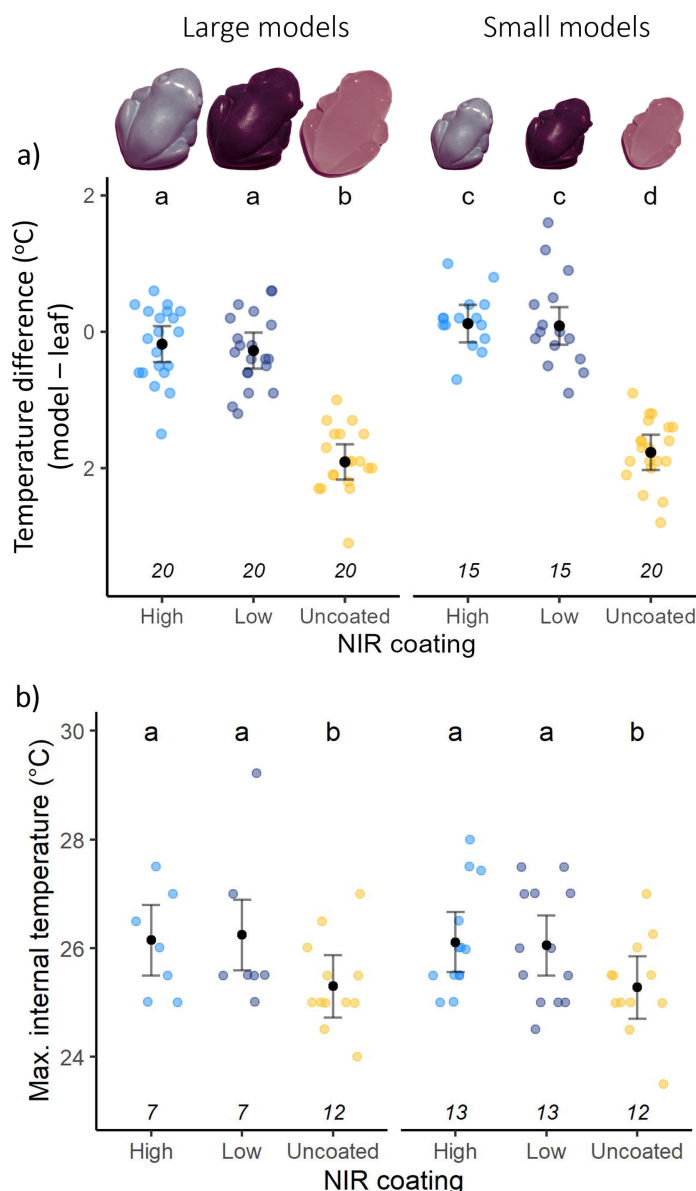 Large models Small models
a)
2 a a b c c d
Temperature difference (°C)
(model – leaf)
0
2
20 20 20 15 15 20
High Low Uncoated High Low Uncoated
NIR coating
b)
30 a a b a a b
Max. internal temperature (°C)
28
26
24
7 7 12 13 13 12
High Low Uncoated High Low Uncoated
NIR coating